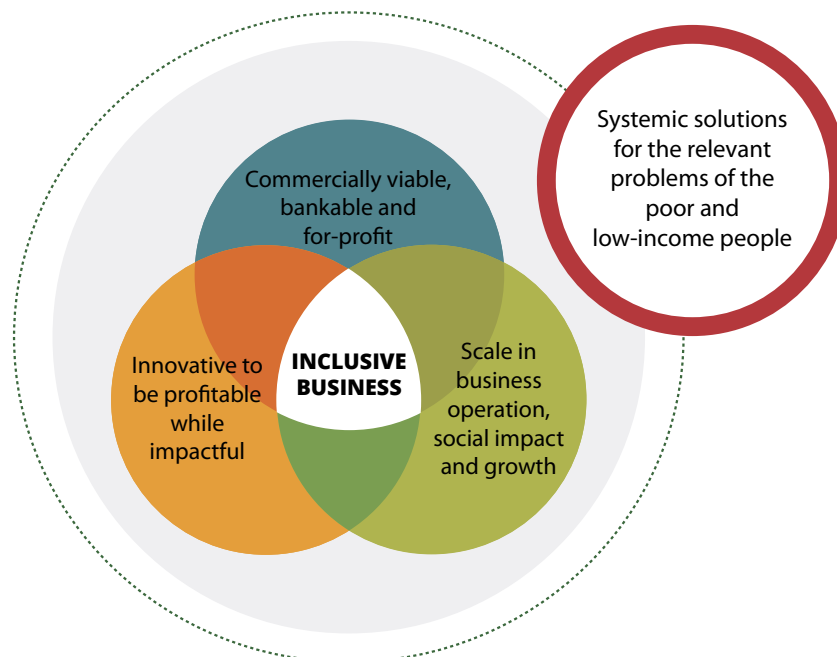 Systemic solutions
for the relevant
problems of the
poor and
low-income people
Commercially viable,
bankable and
for-profit
INCLUSIVE
BUSINESS
Innovative to
be profitable
while
impactful
Scale in
business
operation,
social impact
and growth